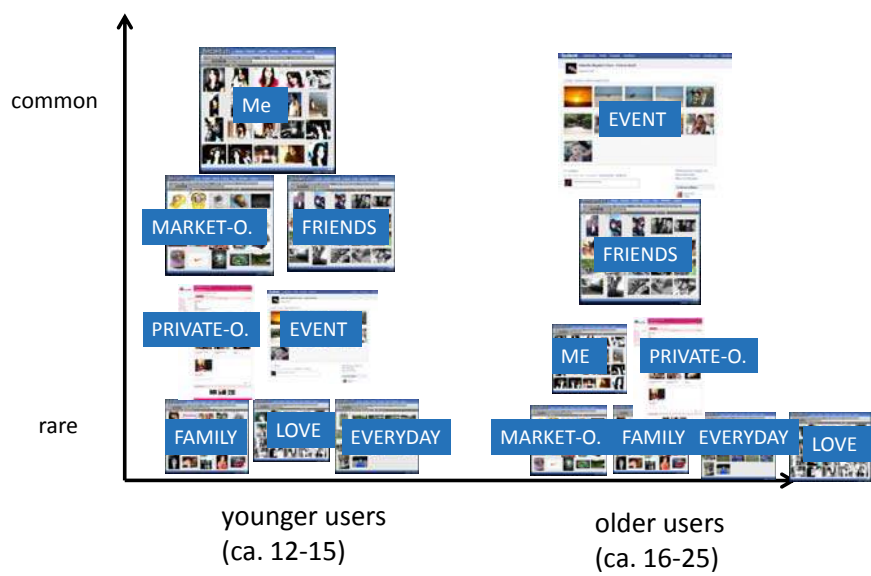 common
Me
EVENT
MARKET-O.
FRIENDS
FRIENDS
PRIVATE-O.
EVENT
ME
PRIVATE-O.
rare
FAMILY
LOVE
EVERYDAY
MARKET-O.
FAMILY
EVERYDAY
LOVE
younger users
(ca. 12-15)
older users
(ca. 16-25)